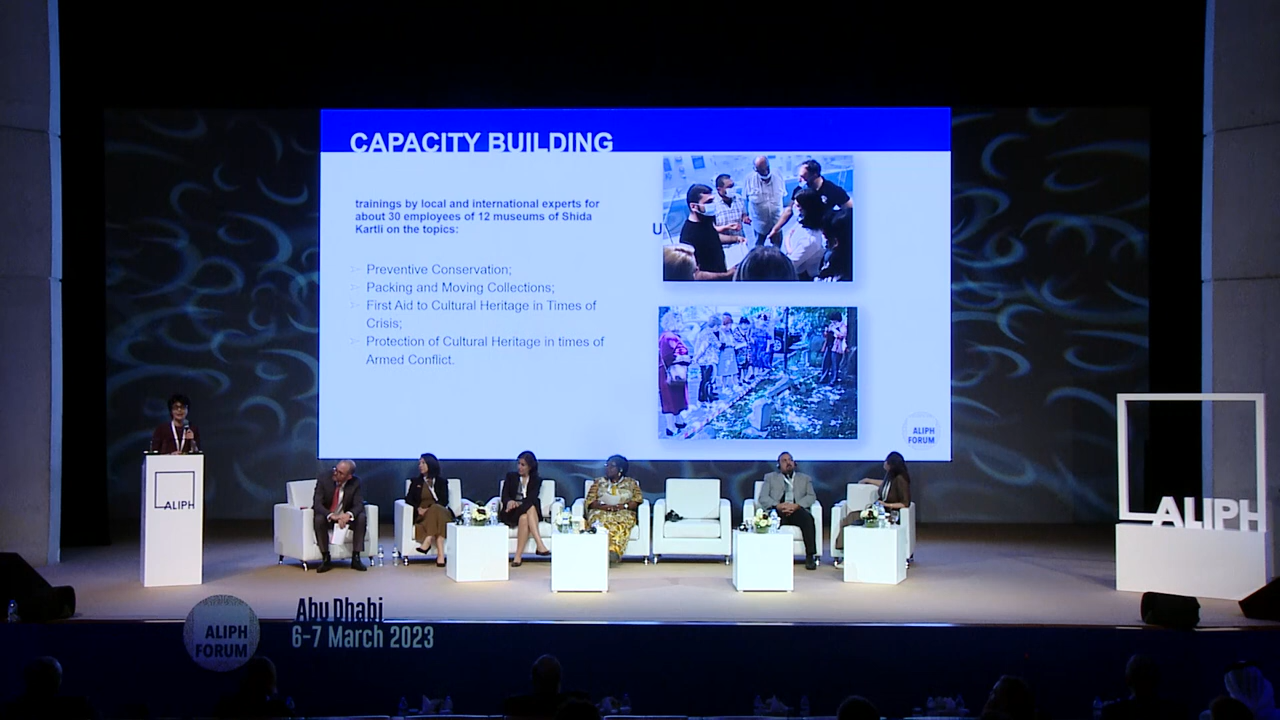 CAPACITY BUILDING
trainings by local and international experts for
about 30 employees of 12 museums of Shida
Kartli on the topics:
U
Preventive Conservation;
Packing and Moving Collections;
First Aid to Cultural Heritage in Times of
Crisis;
Protection of Cultural Heritage in times of
Armed Conflict.
ALIPH
FORUM
ALIPH
ALIPH
ALIPH
FORUM
Abu Dhabi
6-7 March 2023